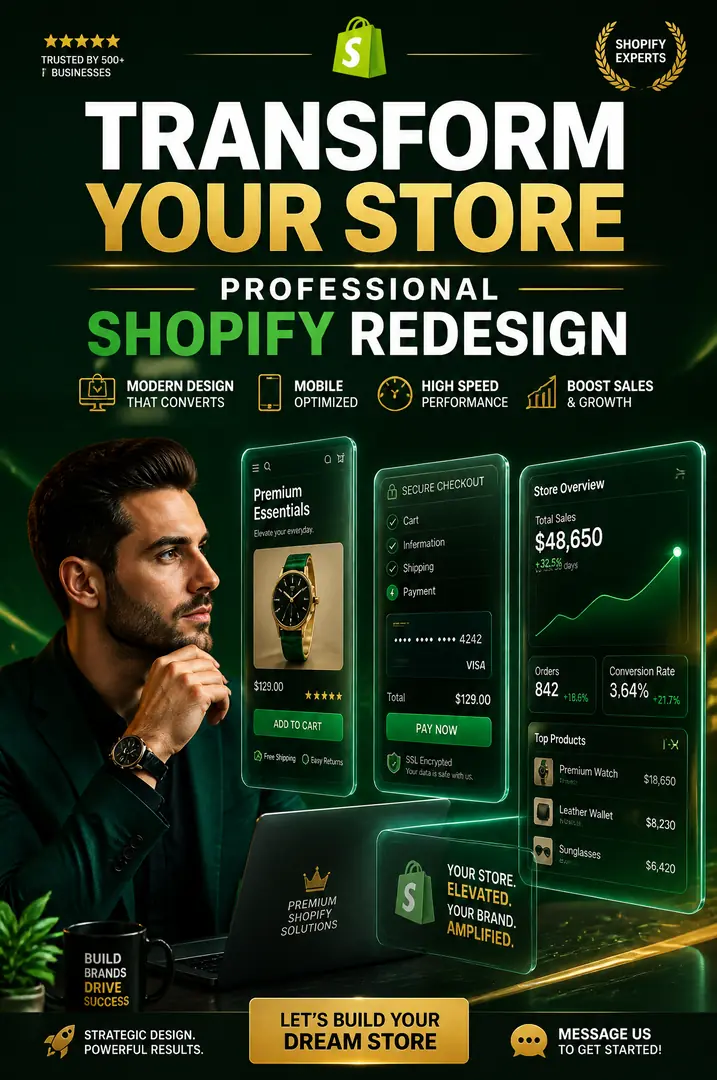 TRUSTED BY 500+
BUSINESSES
S
SHOPIFY
EXPERTS
TRANSFORM
YOUR STORE
PROFESSIONAL
SHOPIFY REDESIGN
MODERN DESIGN
THAT CONVERTS
MOBILE
OPTIMIZED
HIGH SPEED
PERFORMANCE
BOOST SALES
& GROWTH
Premium
Essentials
Elevate your everyday.
$129.00
ADD TO CART
Free Shipping
Easy Returns
SECURE CHECKOUT
Cart
Information
Shipping
Payment
•••• •••• •••• 4242
VISA
Total
$129.00
PAY NOW
SSL Encrypted
Your data is safe with us.
Store Overview
Total Sales
$48,650
+32.5%
days
Orders
842 +18.6%
Conversion Rate
3,64% +21.7%
Top Products
Premium Watch
$18,650
Leather Wallet
$8,230
Sunglasses
$6,420
PREMIUM
SHOPIFY
SOLUTIONS
S
YOUR STORE.
ELEVATED.
YOUR BRAND.
AMPLIFIED.
BUILD
BRANDS
DRIVE
SUCCESS
STRATEGIC DESIGN.
POWERFUL RESULTS.
LET'S BUILD YOUR
DREAM STORE
MESSAGE US
TO GET STARTED!